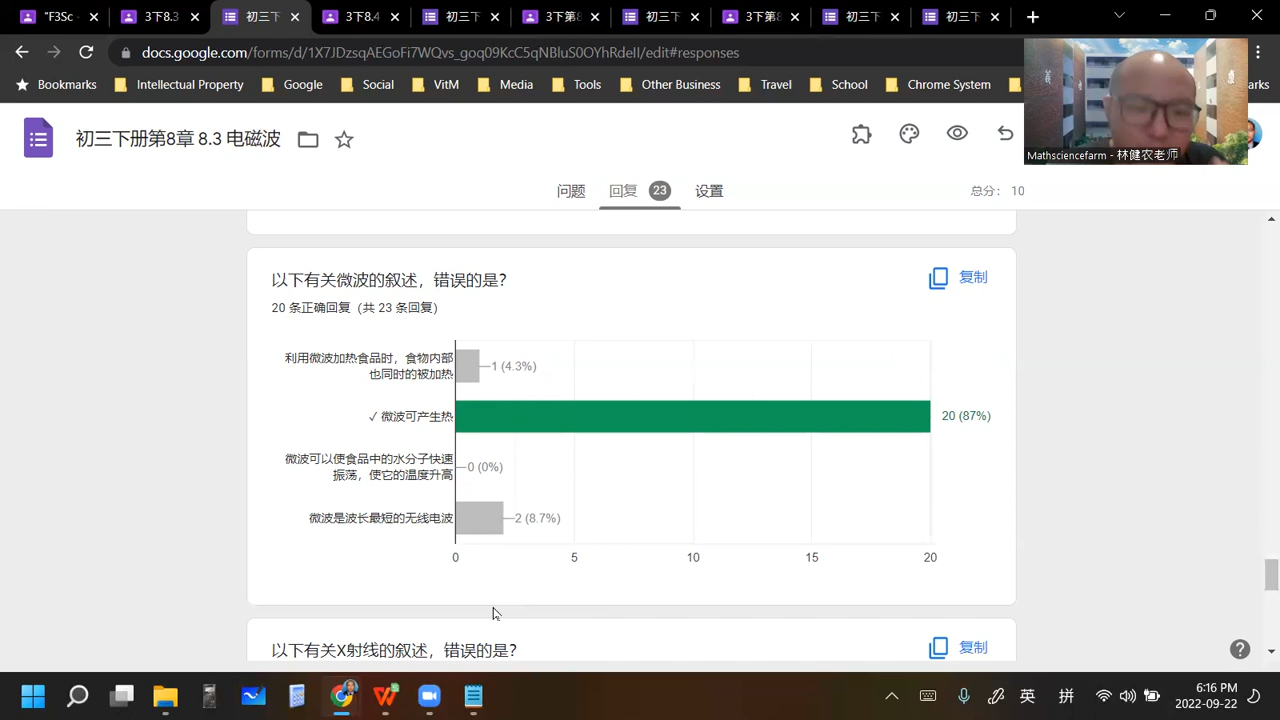 "F3Sc
3下8.3
初三下
3下8.4
初三下
3下第8
初三下
3下第8
初三下
初三下
docs.google.com/forms/d/1X7JDzsqAEGoFi7WOvs_goq09KcC5qNBluS0OYhRdeII/edit#responses
Bookmarks
Intellectual Property
Google
Social
VitM
Media
Tools
Other Business
Travel
School
Chrome System
arks
初三下册第8章 8.3 电磁波
Mathsciencefarm - 林健农老师
问题
回复 23
设置
总分： 10
以下有关微波的叙述，错误的是？
复制
20 条正确回复（共 23 条回复）
利用微波加热食品时，食物内部
也同时的被加热
1 (4.3%)
✓ 微波可产生热
20 (87%)
微波可以使食品中的水分子快速
振荡，使它的温度升高
0 (0%)
微波是波长最短的无线电波
2 (8.7%)
0
5
10
15
20
以下有关X射线的叙述，错误的是？
复制
英
拼
6:16 PM
2022-09-22